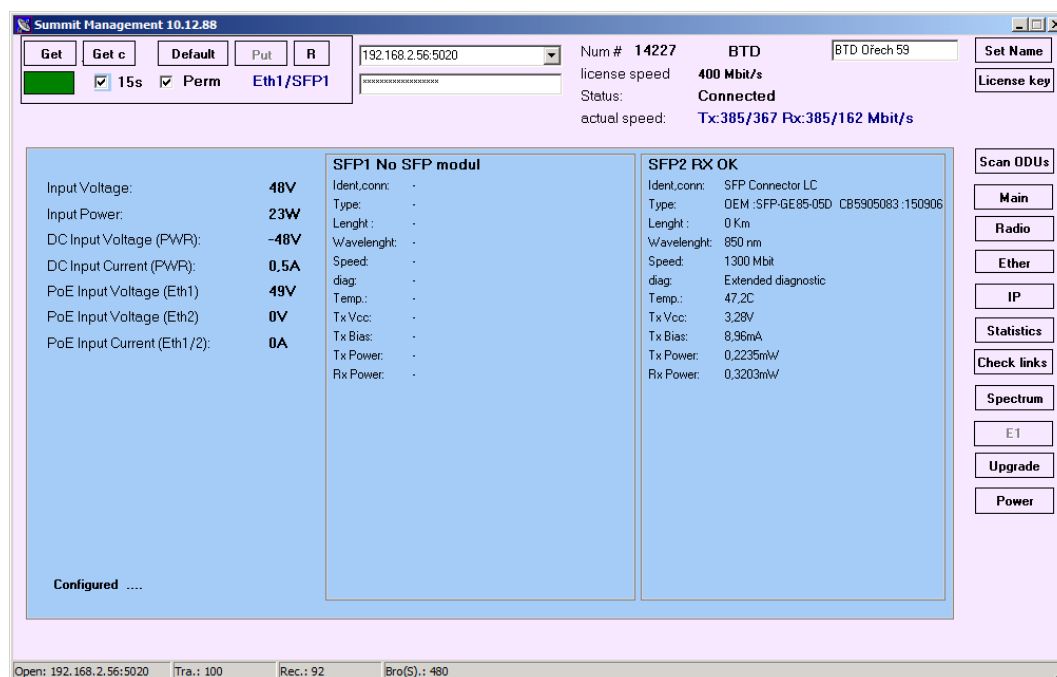 Summit Management 10.12.88
Get Get c Default Put R
15s Perm Eth1/SFP1
192.168.2.56:5020
******************
Num # 14227 BTD
license speed 400 Mbit/s
Status: Connected
actual speed: Tx:385/367 Rx:385/162 Mbit/s
BTD Ořech 59
Set Name
License key
Input Voltage: 48V
Input Power: 23W
DC Input Voltage (PWR): -48V
DC Input Current (PWR): 0,5A
PoE Input Voltage (Eth1) 49V
PoE Input Voltage (Eth2) 0V
PoE Input Current (Eth1/2): 0A
Configured ....
SFP1 No SFP modul
Ident,conn: -
Type: -
Lenght : -
Wavelenght: -
Speed: -
diag: -
Temp.: -
Tx Vcc: -
Tx Bias: -
Tx Power: -
Rx Power: -
SFP2 RX OK
Ident,conn: SFP Connector LC
Type: OEM :SFP-GE85-05D CB5905083 :150906
Lenght : 0 Km
Wavelenght: 850 nm
Speed: 1300 Mbit
diag: Extended diagnostic
Temp.: 47,2C
Tx Vcc: 3,28V
Tx Bias: 8,96mA
Tx Power: 0,2235mW
Rx Power: 0,3203mW
Scan ODUs
Main
Radio
Ether
IP
Statistics
Check links
Spectrum
E1
Upgrade
Power
Open: 192.168.2.56:5020 Tra.: 100 Rec.: 92 Bro(S).: 480